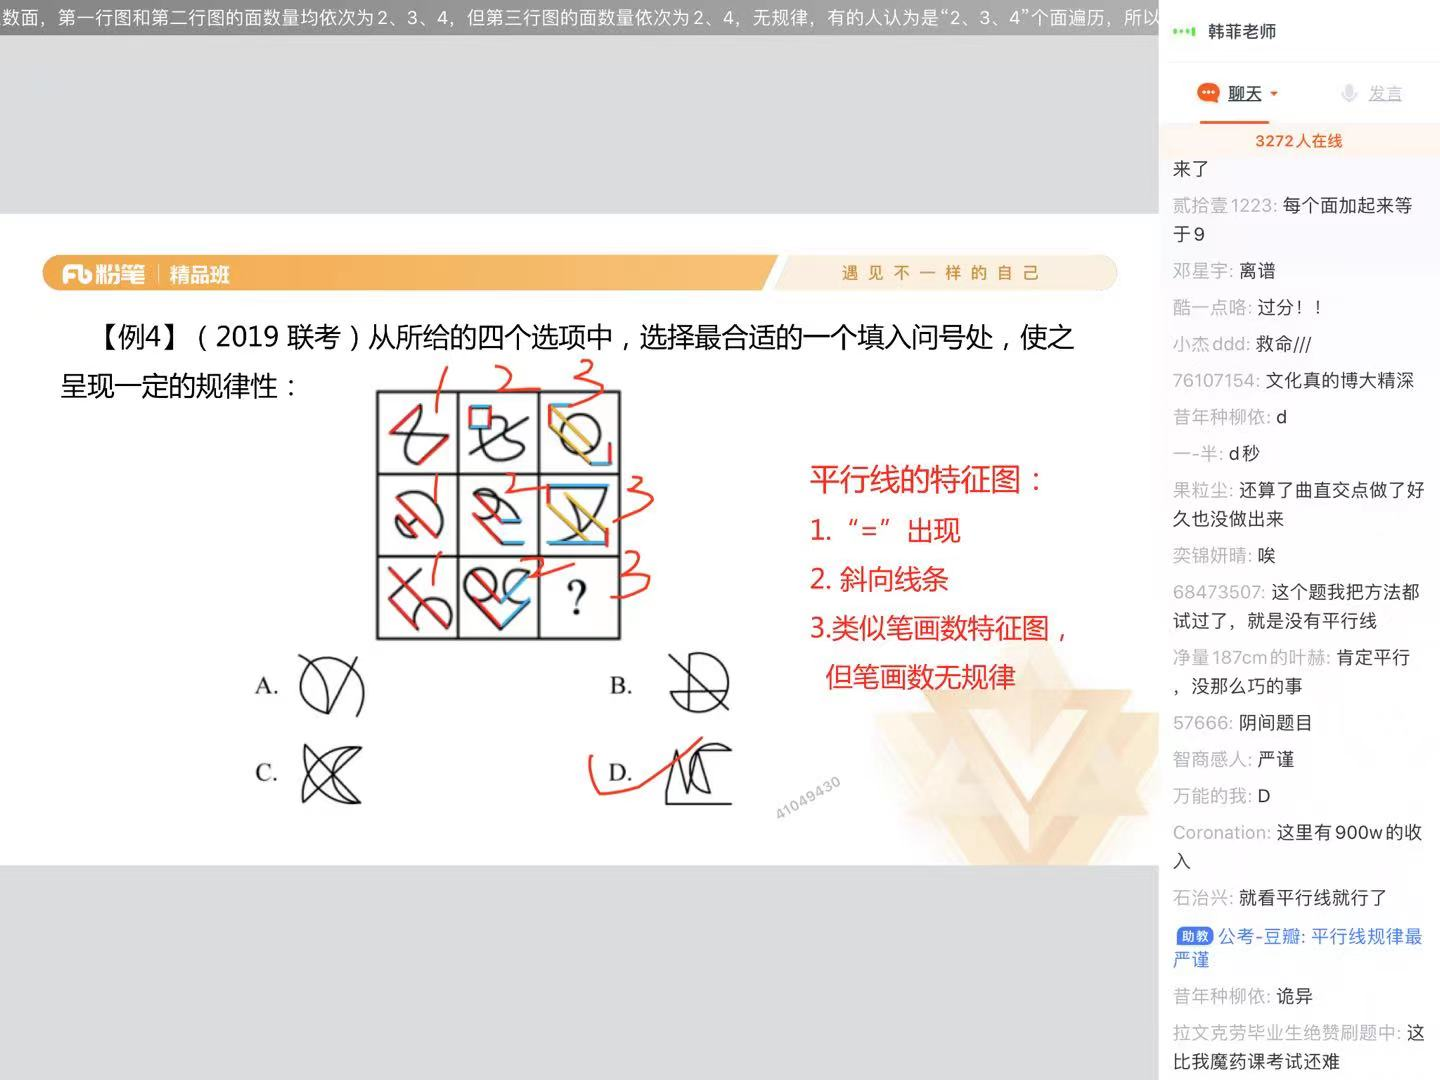 数面，第一行图和第二行图的面数量均依次为2、3、4，但第三行图的面数量依次为2、4，无规律，有的人认为是“2、3、4”个面遍历，所以
粉笔 | 精品班
遇见不一样的自己
【例4】（2019 联考）从所给的四个选项中，选择最合适的一个填入问号处，使之
呈现一定的规律性：
1 2 3
1 2 3
1 2 ? 3
平行线的特征图：
1.“=”出现
2. 斜向线条
3.类似笔画数特征图，
但笔画数无规律
A.
B.
C.
D.
41049430
韩菲老师
聊天
发言
3272人在线
来了
贰拾壹1223: 每个面加起来等
于9
邓星宇: 离谱
酷一点咯: 过分！！
小杰ddd: 救命///
76107154: 文化真的博大精深
昔年种柳依: d
一-半: d秒
果粒尘: 还算了曲直交点做了好
久也没做出来
奕锦妍晴: 唉
68473507: 这个题我把方法都
试过了，就是没有平行线
净量187cm的叶赫: 肯定平行
，没那么巧的事
57666: 阴间题目
智商感人: 严谨
万能的我: D
Coronation: 这里有900w的收
入
石治兴: 就看平行线就行了
助教 公考-豆瓣: 平行线规律最
严谨
昔年种柳依: 诡异
拉文克劳毕业生绝赞刷题中: 这
比我魔药课考试还难